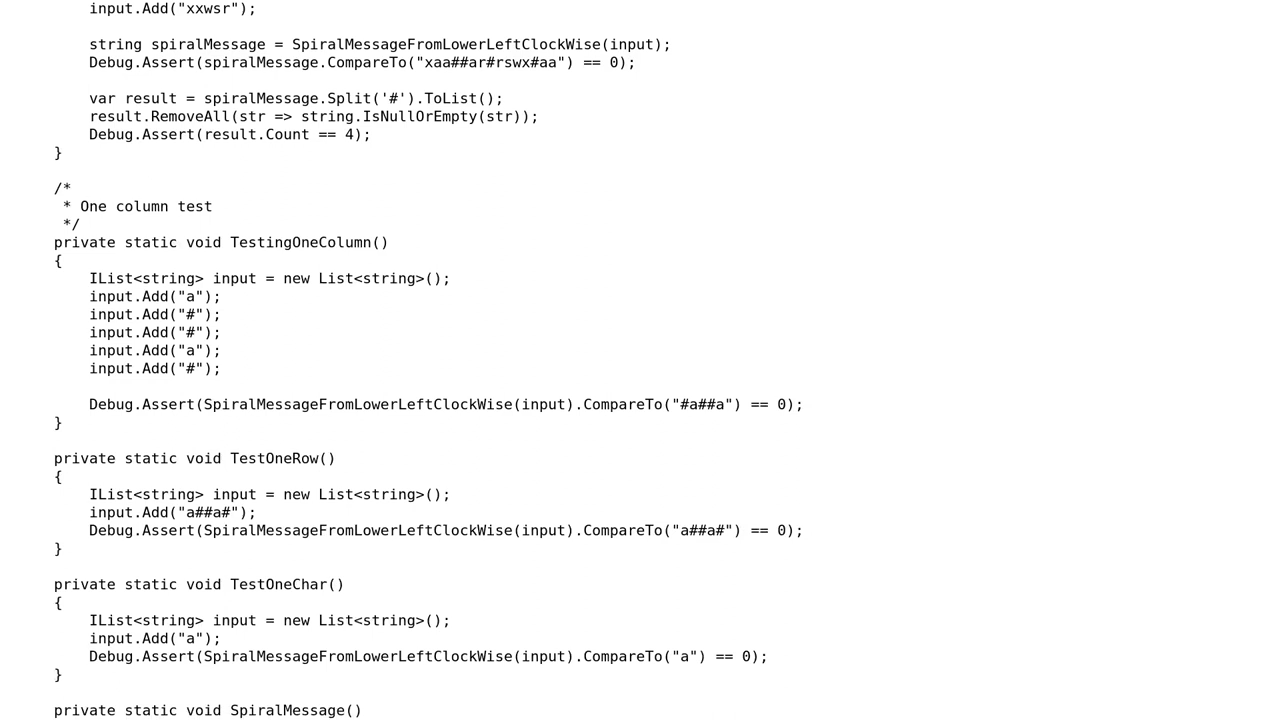 input.Add("xxwsr");
string spiralMessage = SpiralMessageFromLowerLeftClockWise(input);
Debug.Assert(spiralMessage.CompareTo("xaa##ar#rswx#aa") == 0);
var result = spiralMessage.Split('#').ToList();
result.RemoveAll(str => string.IsNullOrEmpty(str));
Debug.Assert(result.Count == 4);
}
/*
* One column test
*/
private static void TestingOneColumn()
{
IList<string> input = new List<string>();
input.Add("a");
input.Add("#");
input.Add("#");
input.Add("a");
input.Add("#");
Debug.Assert(SpiralMessageFromLowerLeftClockWise(input).CompareTo("#a##a") == 0);
}
private static void TestOneRow()
{
IList<string> input = new List<string>();
input.Add("a##a#");
Debug.Assert(SpiralMessageFromLowerLeftClockWise(input).CompareTo("a##a#") == 0);
}
private static void TestOneChar()
{
IList<string> input = new List<string>();
input.Add("a");
Debug.Assert(SpiralMessageFromLowerLeftClockWise(input).CompareTo("a") == 0);
}
private static void SpiralMessage()